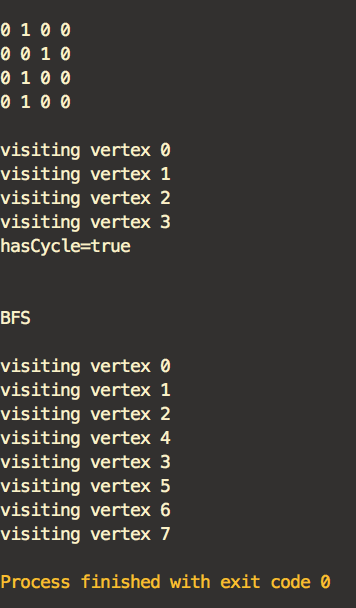 0 1 0 0
0 0 1 0
0 1 0 0
0 1 0 0
visiting vertex 0
visiting vertex 1
visiting vertex 2
visiting vertex 3
hasCycle=true
BFS
visiting vertex 0
visiting vertex 1
visiting vertex 2
visiting vertex 4
visiting vertex 3
visiting vertex 5
visiting vertex 6
visiting vertex 7
Process finished with exit code 0